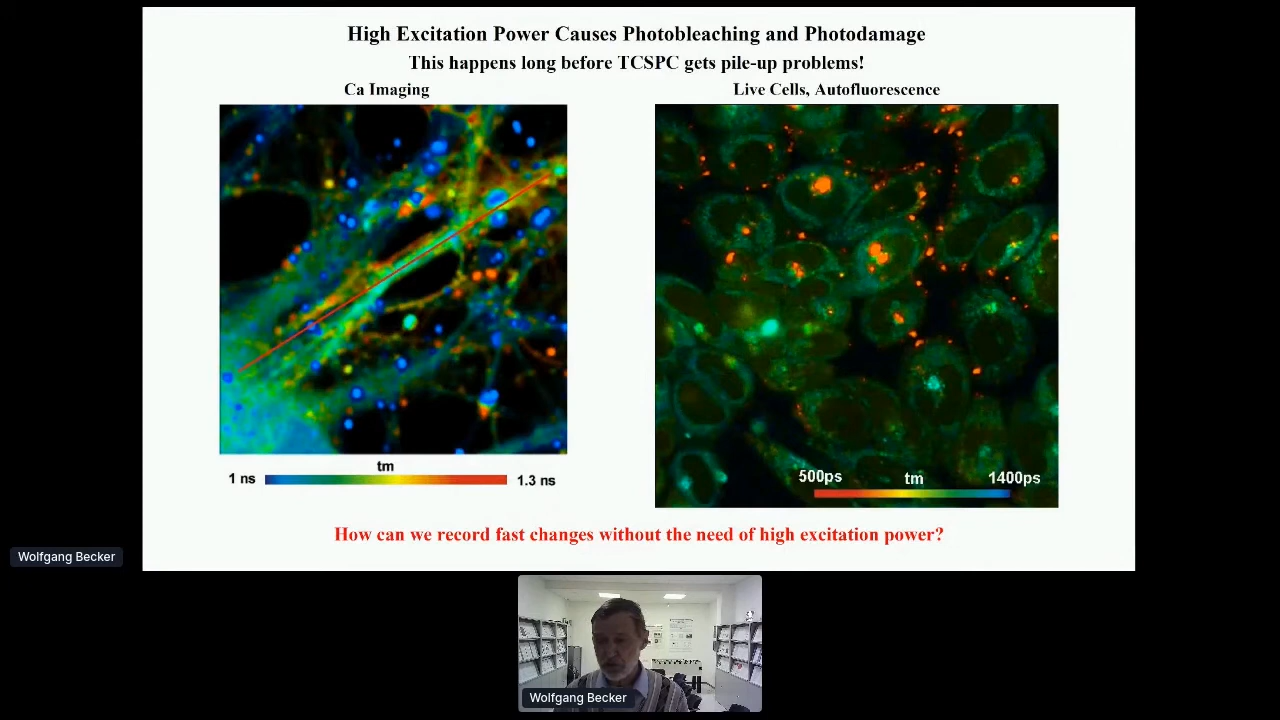 High Excitation Power Causes Photobleaching and Photodamage
This happens long before TCSPC gets pile-up problems!
Ca Imaging
Live Cells, Autofluorescence
tm
1 ns
1.3 ns
500ps
tm
1400ps
How can we record fast changes without the need of high excitation power?
Wolfgang Becker
Wolfgang Becker